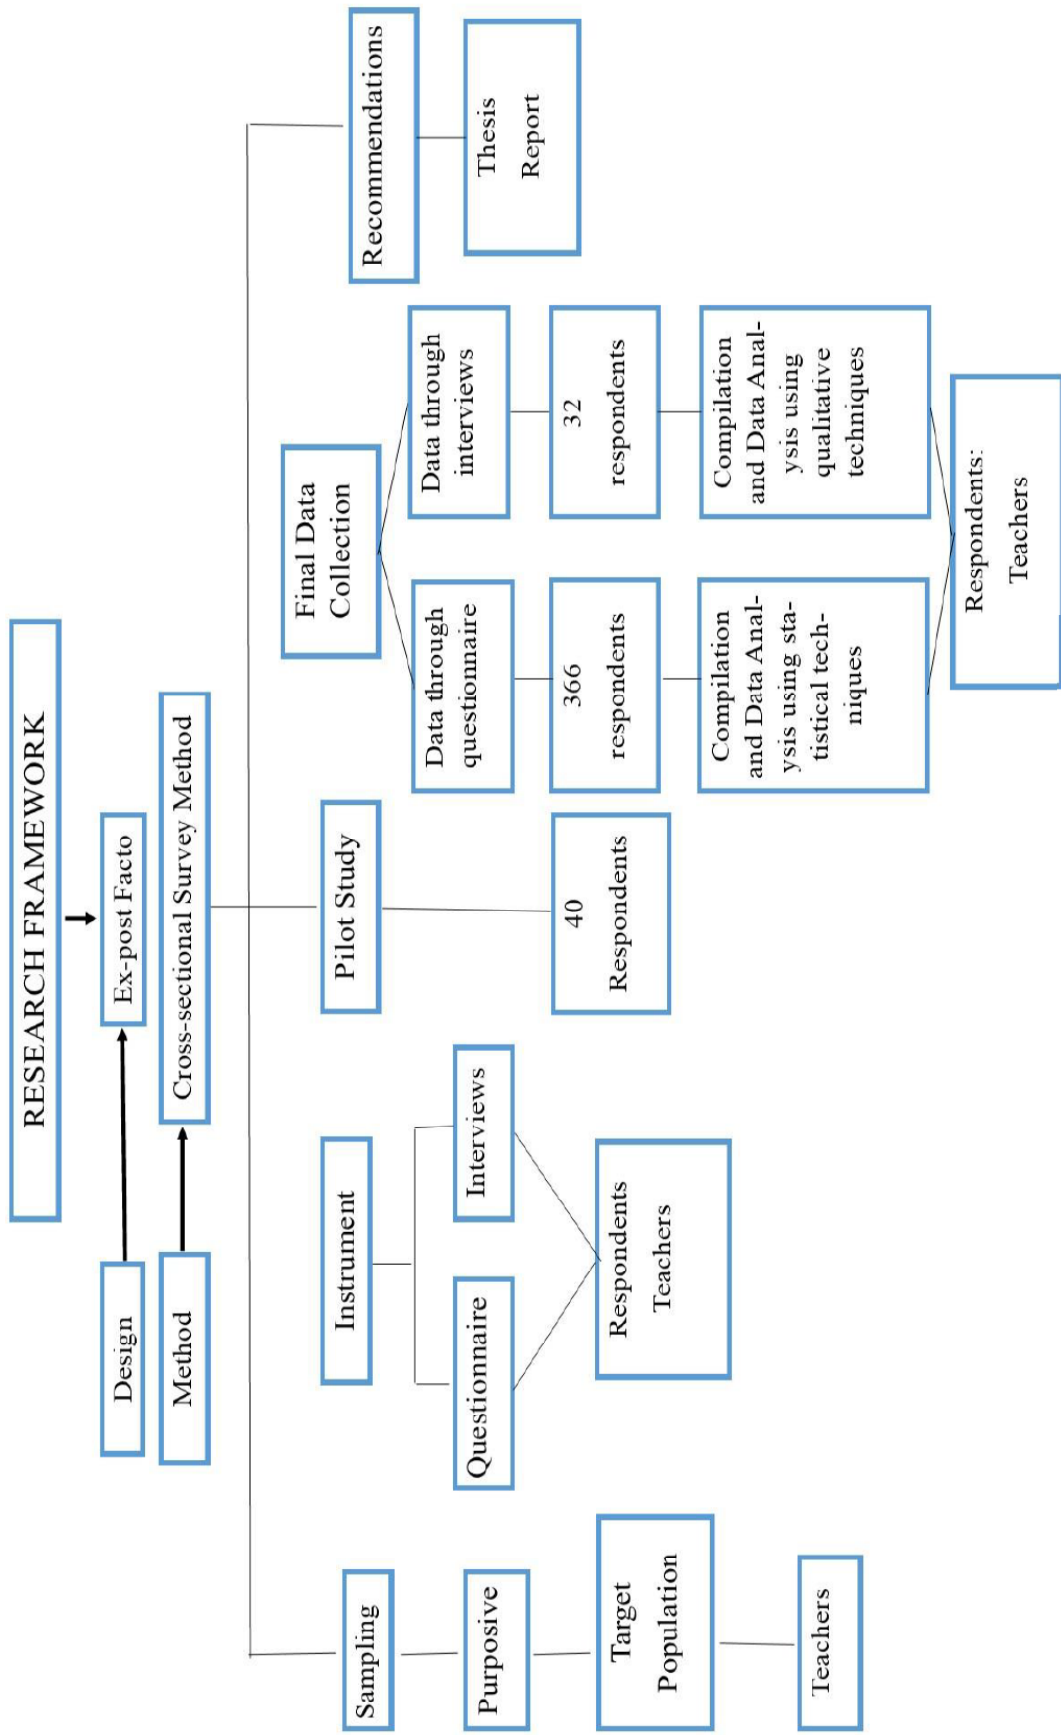 RESEARCH FRAMEWORK
Design
Ex-post Facto
Method
Cross-sectional Survey Method
Sampling
Purposive
Target
Population
Teachers
Instrument
Questionnaire
Interviews
Respondents
Teachers
Pilot Study
40
Respondents
Final Data
Collection
Data through
questionnaire
366
respondents
Compilation
and Data Anal-
ysis using sta-
tistical tech-
niques
Data through
interviews
32
respondents
Compilation
and Data Anal-
ysis using
qualitative
techniques
Respondents:
Teachers
Recommendations
Thesis
Report